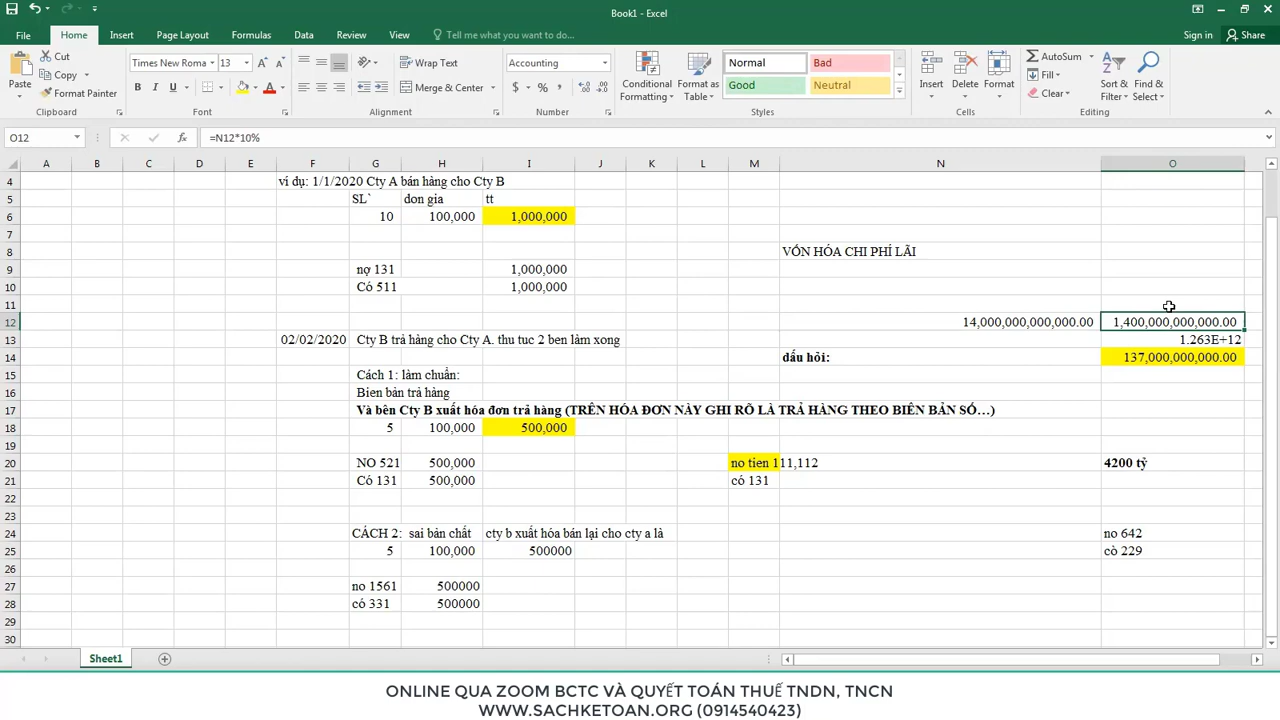 Book1 - Excel
File Home Insert Page Layout Formulas Data Review View Tell me what you want to do... Sign in Share
Paste Cut Copy Format Painter Clipboard
Times New Roma 13 B I U A Font
Wrap Text Merge & Center Alignment
Accounting $ % Number
Conditional Formatting Format as Table Normal Bad Good Neutral Styles
Insert Delete Format Cells
AutoSum Fill Clear Sort & Filter Find & Select Editing
O12 fx =N12*10%
A B C D E F G H I J K L M N O
4 ví dụ: 1/1/2020 Cty A bán hàng cho Cty B
5 SL` don gia tt
6 10 100,000 1,000,000
7
8 VỐN HÓA CHI PHÍ LÃI
9 nợ 131 1,000,000
10 Có 511 1,000,000
11
12 14,000,000,000,000.00 1,400,000,000,000.00
13 02/02/2020 Cty B trả hàng cho Cty A. thu tuc 2 ben làm xong 1.263E+12
14 dấu hỏi: 137,000,000,000.00
15 Cách 1: làm chuẩn:
16 Bien bản trả hàng
17 Và bên Cty B xuất hóa đơn trả hàng (TRÊN HÓA ĐƠN NÀY GHI RÕ LÀ TRẢ HÀNG THEO BIÊN BẢN SỐ…)
18 5 100,000 500,000
19
20 NO 521 500,000 no tien 111,112 4200 tỷ
21 Có 131 500,000 có 131
22
23
24 CÁCH 2: sai bản chất cty b xuất hóa bán lại cho cty a là no 642
25 5 100,000 500000 cò 229
26
27 no 1561 500000
28 có 331 500000
29
30
Sheet1
ONLINE QUA ZOOM BCTC VÀ QUYẾT TOÁN THUẾ TNDN, TNCN
WWW.SACHKETOAN.ORG (0914540423)